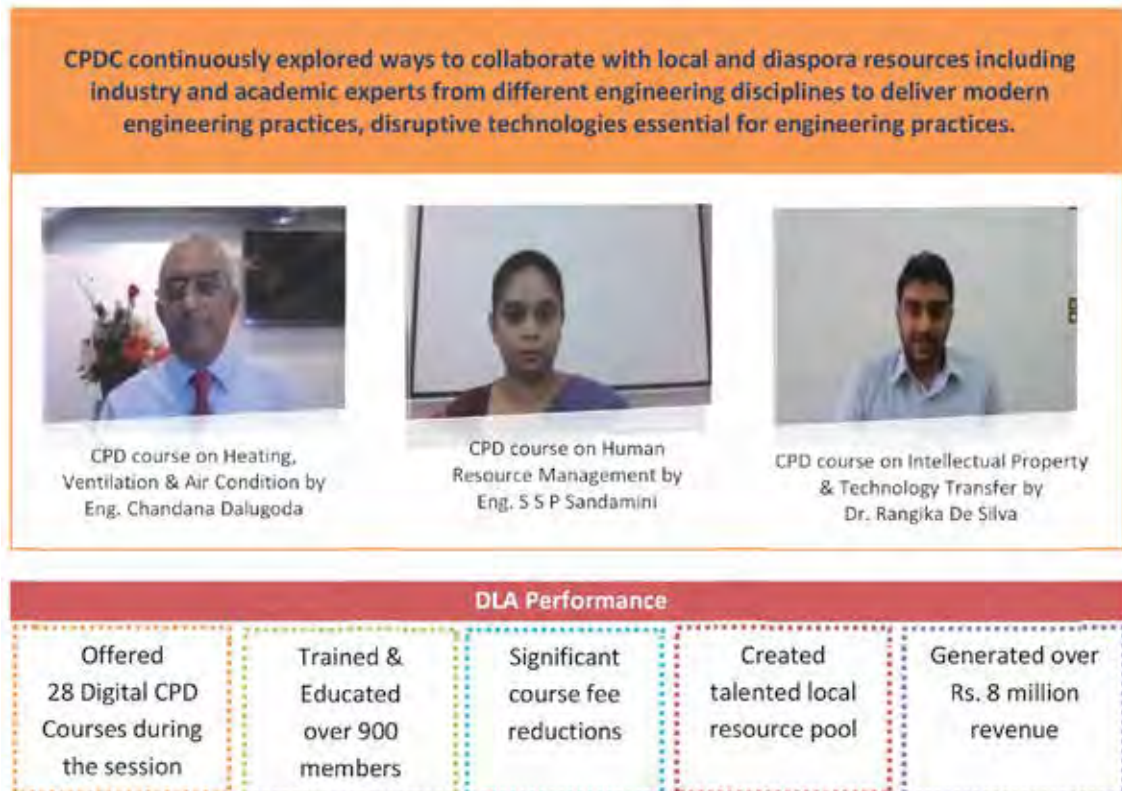 CPDC continuously explored ways to collaborate with local and diaspora resources including
industry and academic experts from different engineering disciplines to deliver modern
engineering practices, disruptive technologies essential for engineering practices.
CPD course on Heating,
Ventilation & Air Condition by
Eng. Chandana Dalugoda
CPD course on Human
Resource Management by
Eng. S S P Sandamini
CPD course on Intellectual Property
& Technology Transfer by
Dr. Rangika De Silva
DLA Performance
Offered
28 Digital CPD
Courses during
the session
Trained &
Educated
over 900
members
Significant
course fee
reductions
Created
talented local
resource pool
Generated over
Rs. 8 million
revenue